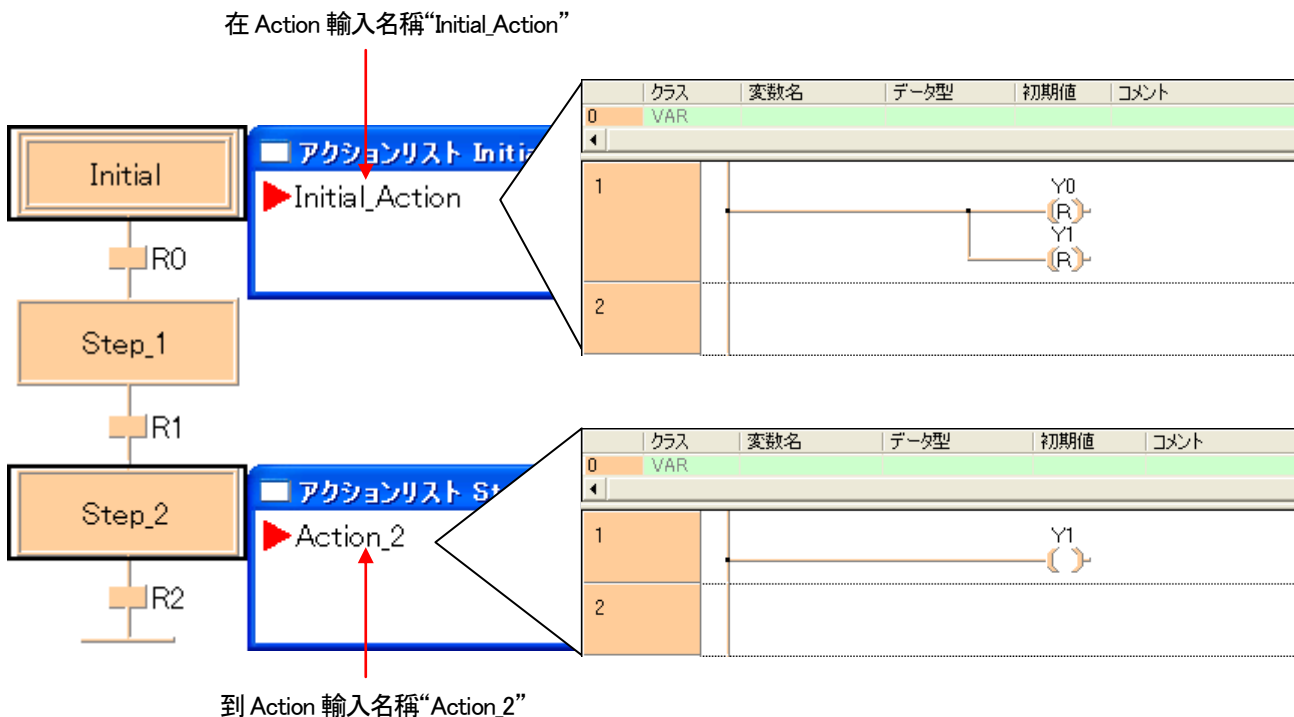 在 Action 輸入名稱“Initial_Action”
クラス 変数名 データ型 初期値 コメント
0 VAR
Initial
アクションリスト Initia
Initial_Action
1
Y0
(R)
Y1
(R)
R0
2
Step_1
R1
クラス 変数名 データ型 初期値 コメント
0 VAR
Step_2
アクションリスト S
Action_2
1
Y1
( )
R2
2
到 Action 輸入名稱“Action_2”